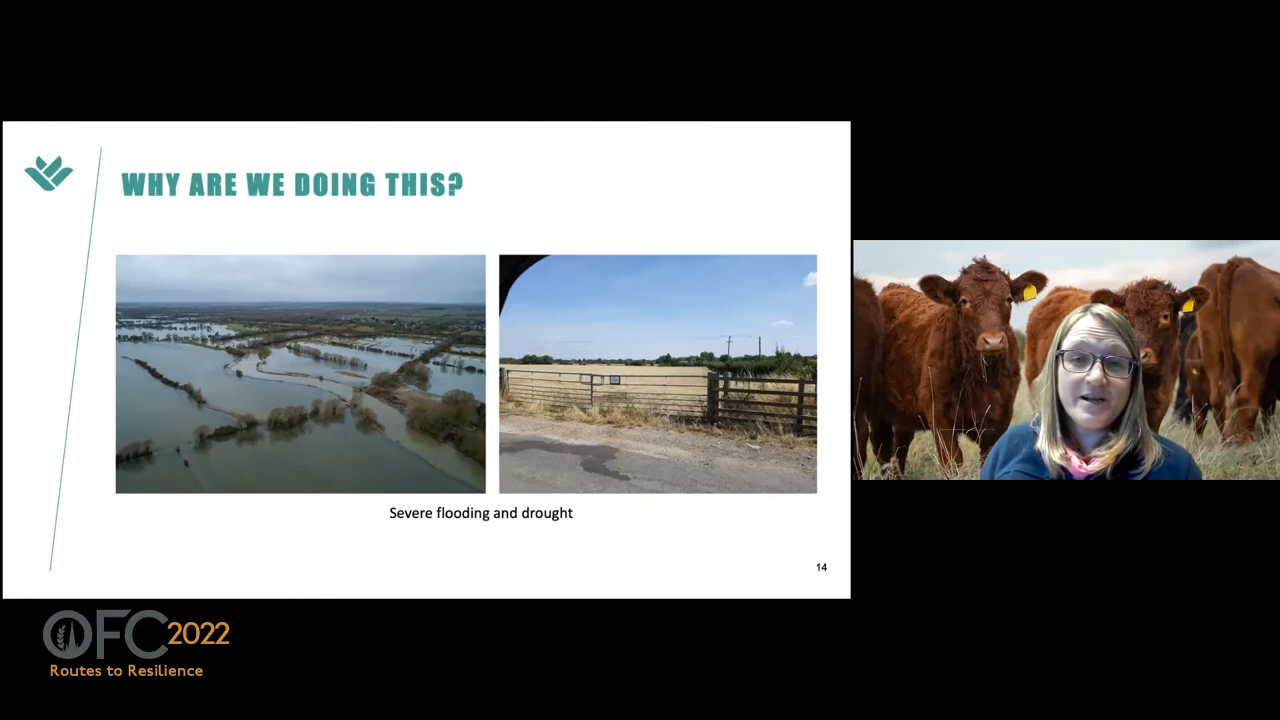 WHY ARE WE DOING THIS?
Severe flooding and drought
14
OFC2022
Routes to Resilience